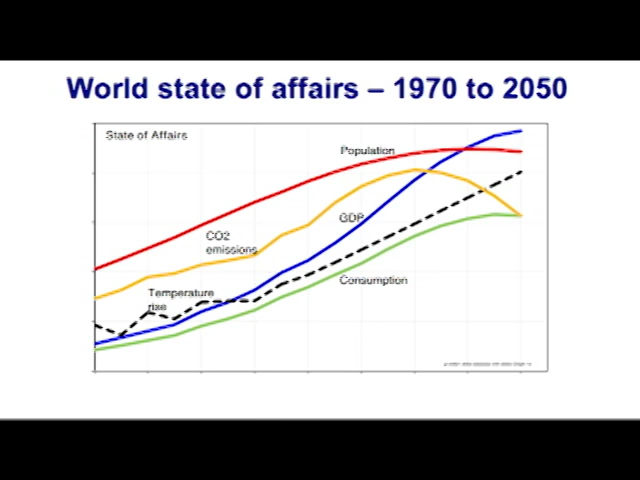 World state of affairs – 1970 to 2050
State of Affairs
Population
GDP
CO2
emissions
Consumption
Temperature
rise